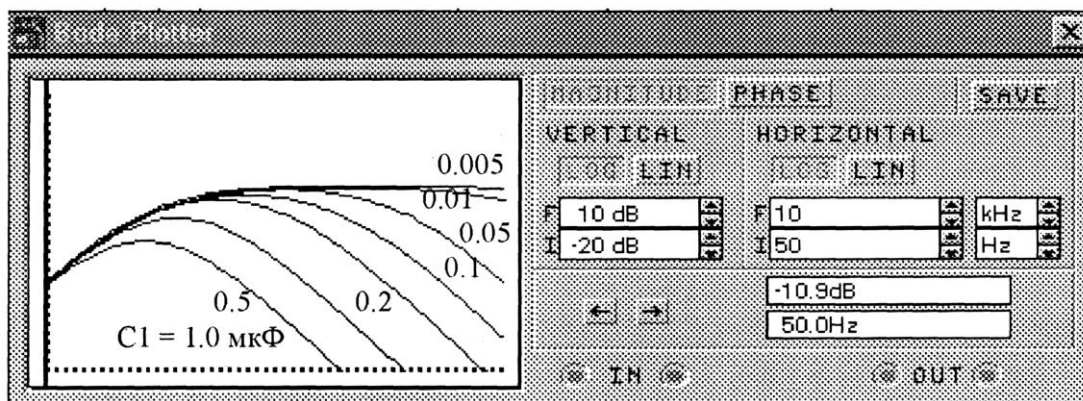 Bode Plotter
MAGNITUDE PHASE SAVE
VERTICAL HORIZONTAL
LOG LIN LOG LIN
F 10 dB F 10 kHz
I -20 dB I 50 Hz
-10.9dB
50.0Hz
← →
IN OUT
0.005
0.01
0.05
0.1
0.2
0.5
C1 = 1.0 мкФ